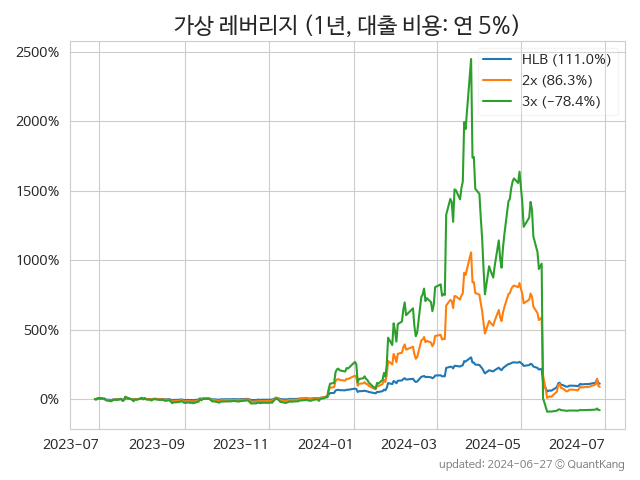 가상 레버리지 (1년, 대출 비용: 연 5%)
HLB (111.0%)
2x (86.3%)
3x (−78.4%)
2500%
2000%
1500%
1000%
500%
0%
2023-07 2023-09 2023-11 2024-01 2024-03 2024-05 2024-07
updated: 2024-06-27 © QuantKang